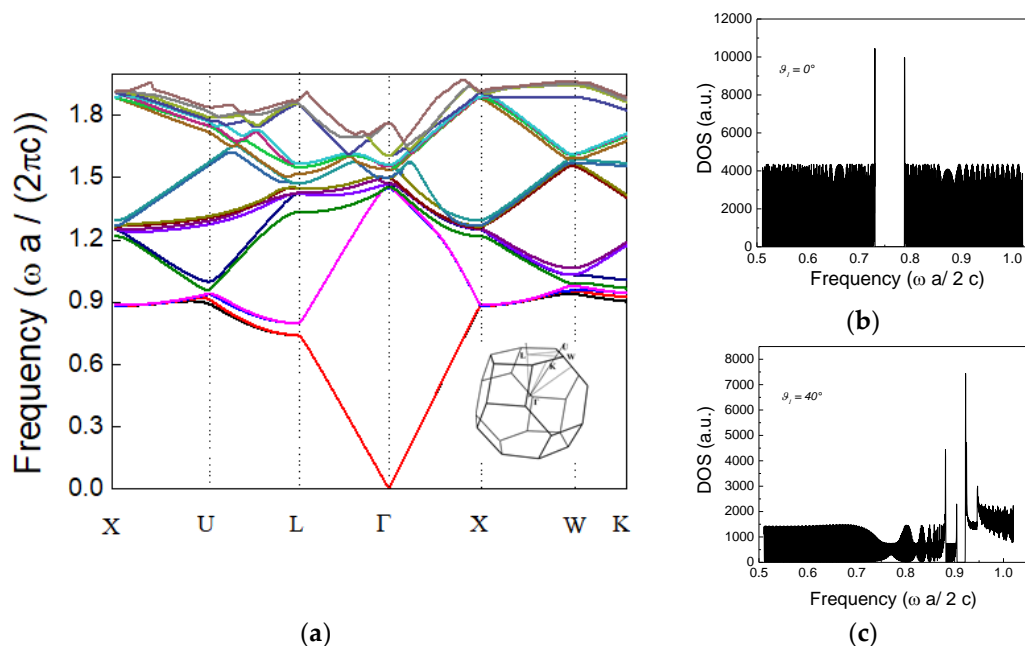 Frequency (ω a / (2πc))
1.8
1.5
1.2
0.9
0.6
0.3
0.0
X U L Γ X W K
L U
W
K
Γ
(a)
DOS (a.u.)
12000
10000
8000
6000
4000
2000
0
ϑ_i = 0°
0.5 0.6 0.7 0.8 0.9 1.0
Frequency (ω a/ 2 c)
(b)
DOS (a.u.)
8000
7000
6000
5000
4000
3000
2000
1000
0
ϑ_i = 40°
0.5 0.6 0.7 0.8 0.9 1.0
Frequency (ω a/ 2 c)
(c)